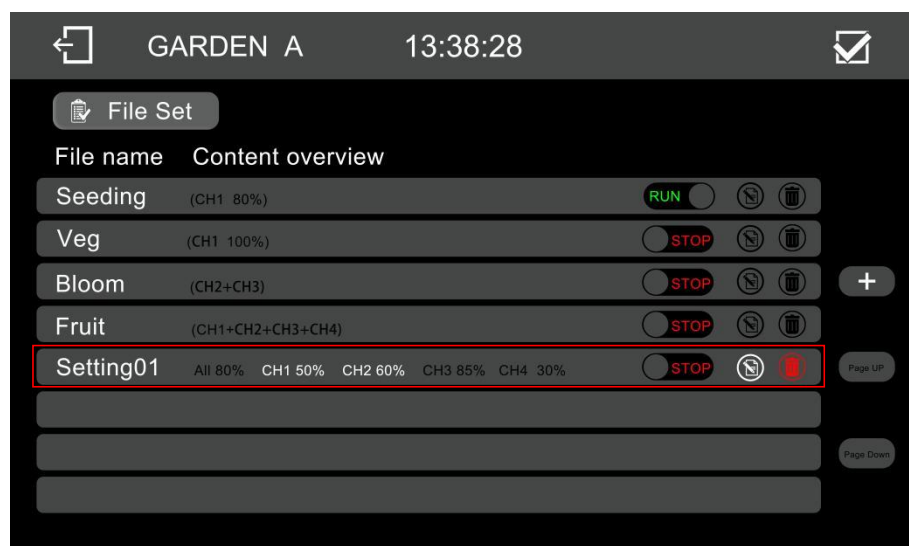 GARDEN A 13:38:28
File Set
File name Content overview
Seeding (CH1 80%) RUN
Veg (CH1 100%) STOP
Bloom (CH2+CH3) STOP
Fruit (CH1+CH2+CH3+CH4) STOP
Setting01 All 80% CH1 50% CH2 60% CH3 85% CH4 30% STOP
+
Page UP
Page Down